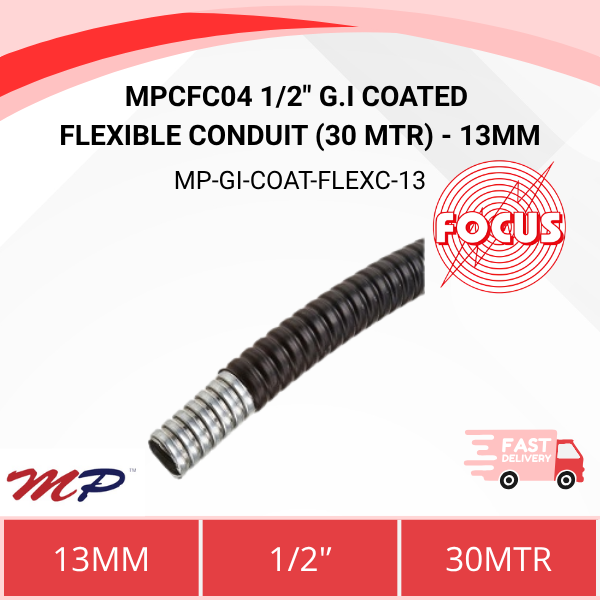 MPCFC04 1/2" G.I COATED
FLEXIBLE CONDUIT (30 MTR) - 13MM
MP-GI-COAT-FLEXC-13
FOCUS
FAST
DELIVERY
MP™
13MM
1/2”
30MTR